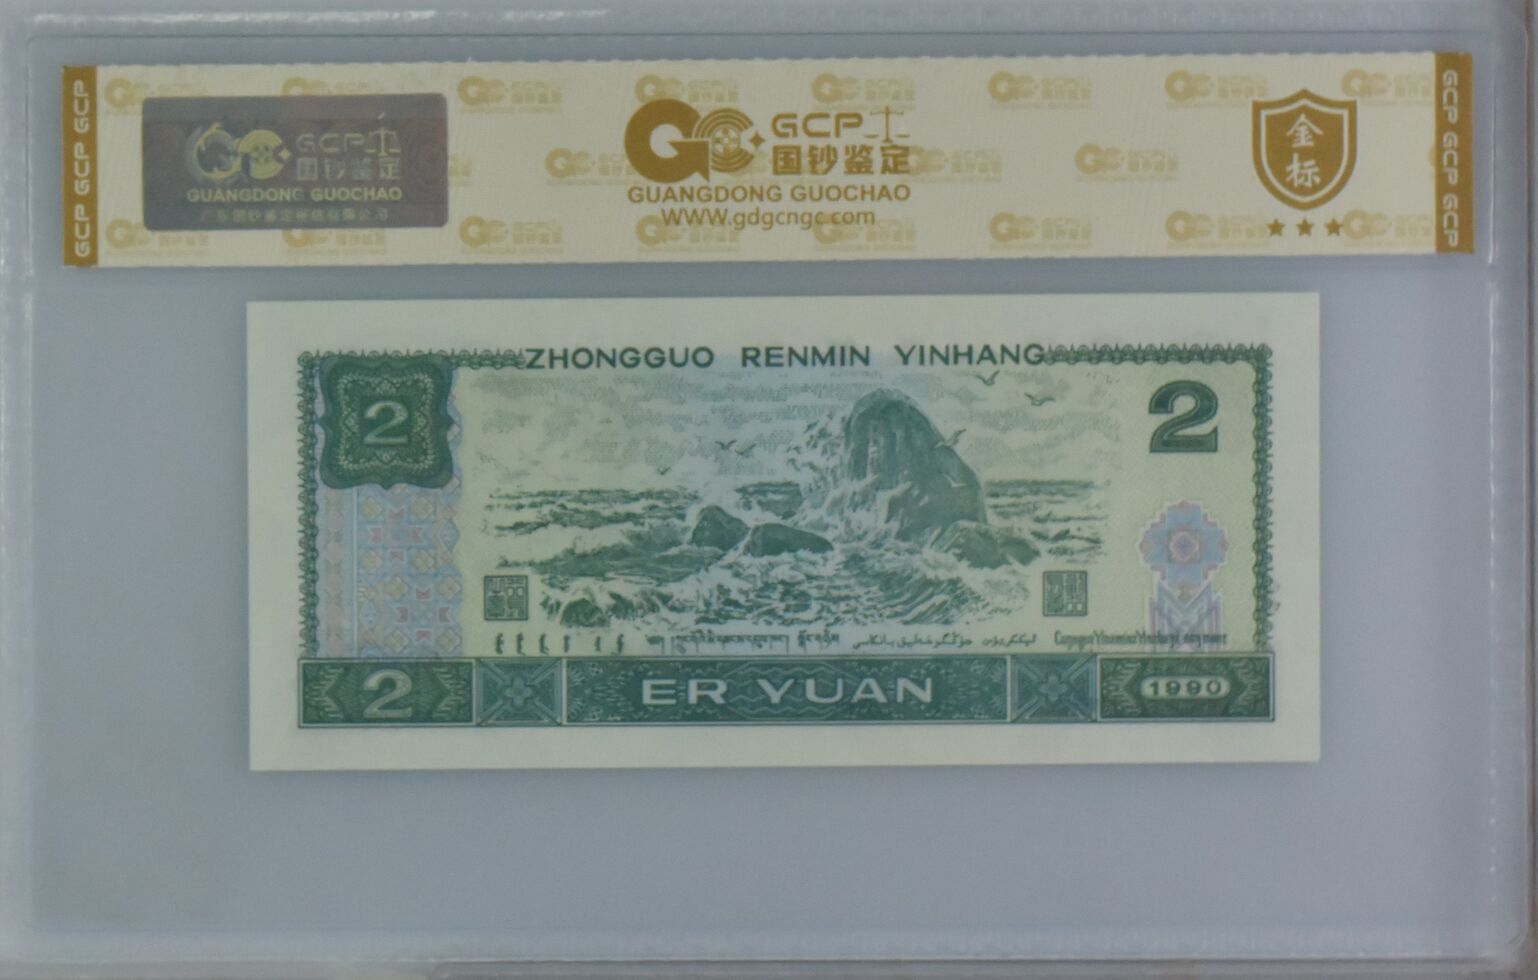 GCP GCP GCP
GCP
国钞鉴定
GUANGDONG GUOCHAO
GCP
国钞鉴定
GUANGDONG GUOCHAO
WWW.gdgcngc.com
金标
GCP GCP GCP
ZHONGGUO RENMIN YINHANG
2
2
2
ER YUAN
1990